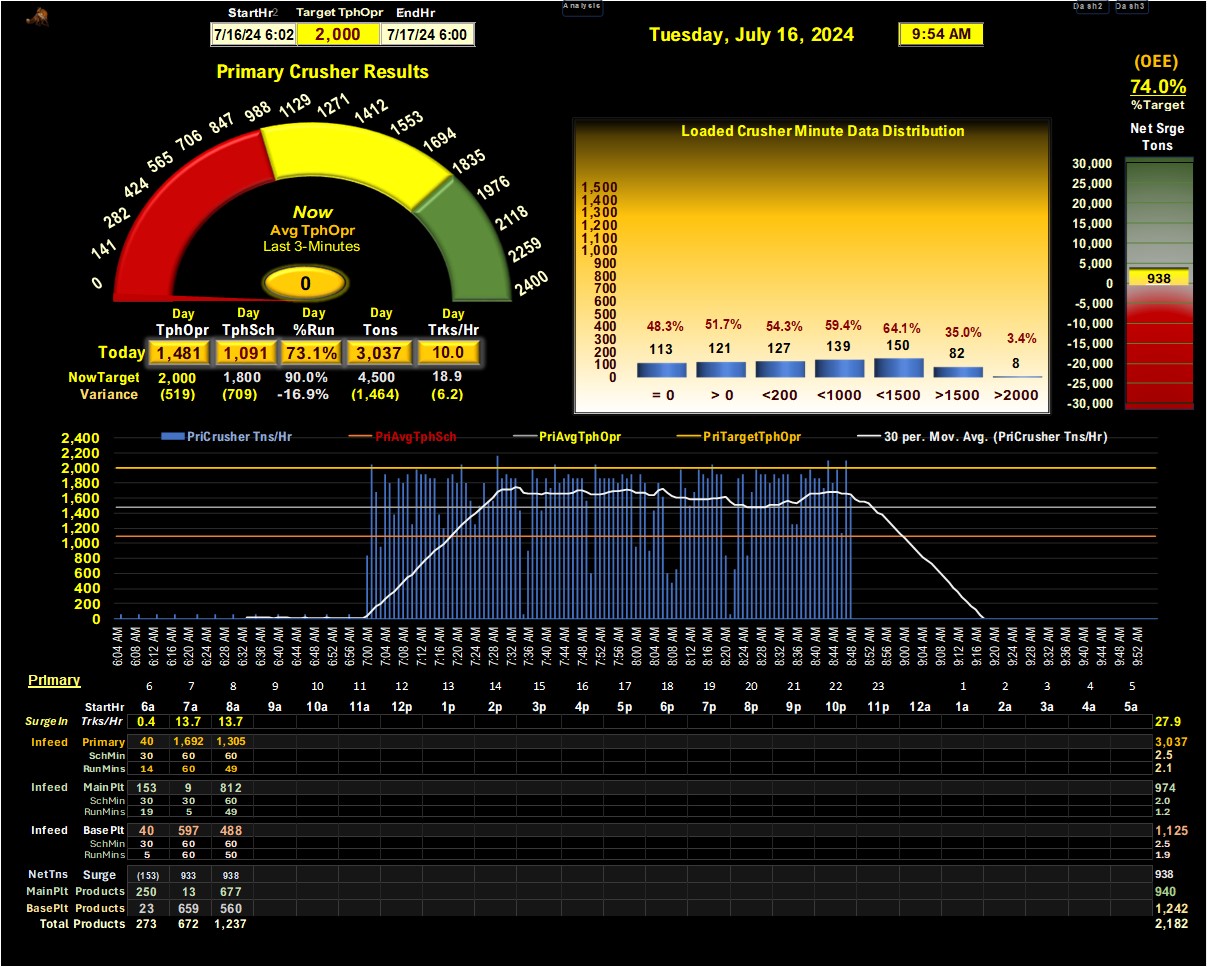 StartHr2 Target TphOpr EndHr
7/16/24 6:02 2,000 7/17/24 6:00
Analysis
Dash2 Dash3
Tuesday, July 16, 2024 9:54 AM
(OEE)
74.0%
%Target
Net Srge
Tons
30,000
25,000
20,000
15,000
10,000
5,000
0
-5,000
-10,000
-15,000
-20,000
-25,000
-30,000
938
Primary Crusher Results
0 141 282 424 565 706 847 988 1129 1271 1412 1553 1694 1835 1976 2118 2259 2400
Now
Avg TphOpr
Last 3-Minutes
0
Day Day Day Day Day
TphOpr TphSch %Run Tons Trks/Hr
Today 1,481 1,091 73.1% 3,037 10.0
NowTarget 2,000 1,800 90.0% 4,500 18.9
Variance (519) (709) -16.9% (1,464) (6.2)
Loaded Crusher Minute Data Distribution
1,500
1,400
1,300
1,200
1,100
1,000
900
800
700
600
500
400
300
200
100
0
48.3% 51.7% 54.3% 59.4% 64.1% 35.0% 3.4%
113 121 127 139 150 82 8
= 0 > 0 <200 <1000 <1500 >1500 >2000
PriCrusher Tns/Hr PriAvgTphSch PriAvgTphOpr PriTargetTphOpr 30 per. Mov. Avg. (PriCrusher Tns/Hr)
2,400
2,200
2,000
1,800
1,600
1,400
1,200
1,000
800
600
400
200
0
6:04 AM 6:08 AM 6:12 AM 6:16 AM 6:20 AM 6:24 AM 6:28 AM 6:32 AM 6:36 AM 6:40 AM 6:44 AM 6:48 AM 6:52 AM 6:56 AM 7:00 AM 7:04 AM 7:08 AM 7:12 AM 7:16 AM 7:20 AM 7:24 AM 7:28 AM 7:32 AM 7:36 AM 7:40 AM 7:44 AM 7:48 AM 7:52 AM 7:56 AM 8:00 AM 8:04 AM 8:08 AM 8:12 AM 8:16 AM 8:20 AM 8:24 AM 8:28 AM 8:32 AM 8:36 AM 8:40 AM 8:44 AM 8:48 AM 8:52 AM 8:56 AM 9:00 AM 9:04 AM 9:08 AM 9:12 AM 9:16 AM 9:20 AM 9:24 AM 9:28 AM 9:32 AM 9:36 AM 9:40 AM 9:44 AM 9:48 AM 9:52 AM
Primary
6 7 8 9 10 11 12 13 14 15 16 17 18 19 20 21 22 23 1 2 3 4 5
StartHr 6a 7a 8a 9a 10a 11a 12p 1p 2p 3p 4p 5p 6p 7p 8p 9p 10p 11p 12a 1a 2a 3a 4a 5a
SurgeIn Trks/Hr 0.4 13.7 13.7 27.9
Infeed Primary 40 1,692 1,305 3,037
SchMin 30 60 60 2.5
RunMins 14 60 49 2.1
Infeed MainPlt 153 9 812 974
SchMin 30 30 60 2.0
RunMins 19 5 49 1.2
Infeed BasePlt 40 597 488 1,125
SchMin 30 60 60 2.5
RunMins 5 60 50 1.9
NetTns Surge (153) 933 938 938
MainPlt Products 250 13 677 940
BasePlt Products 23 659 560 1,242
Total Products 273 672 1,237 2,182